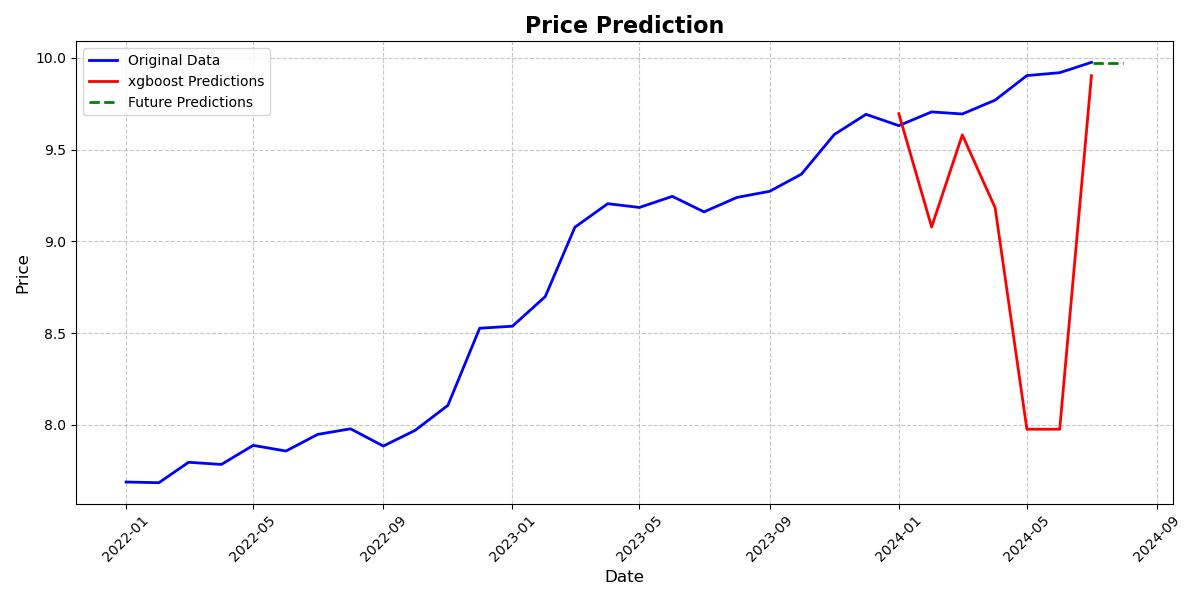 Price Prediction
Original Data
xgboost Predictions
Future Predictions
10.0
9.5
9.0
8.5
8.0
Price
2022-01
2022-05
2022-09
2023-01
2023-05
2023-09
2024-01
2024-05
2024-09
Date